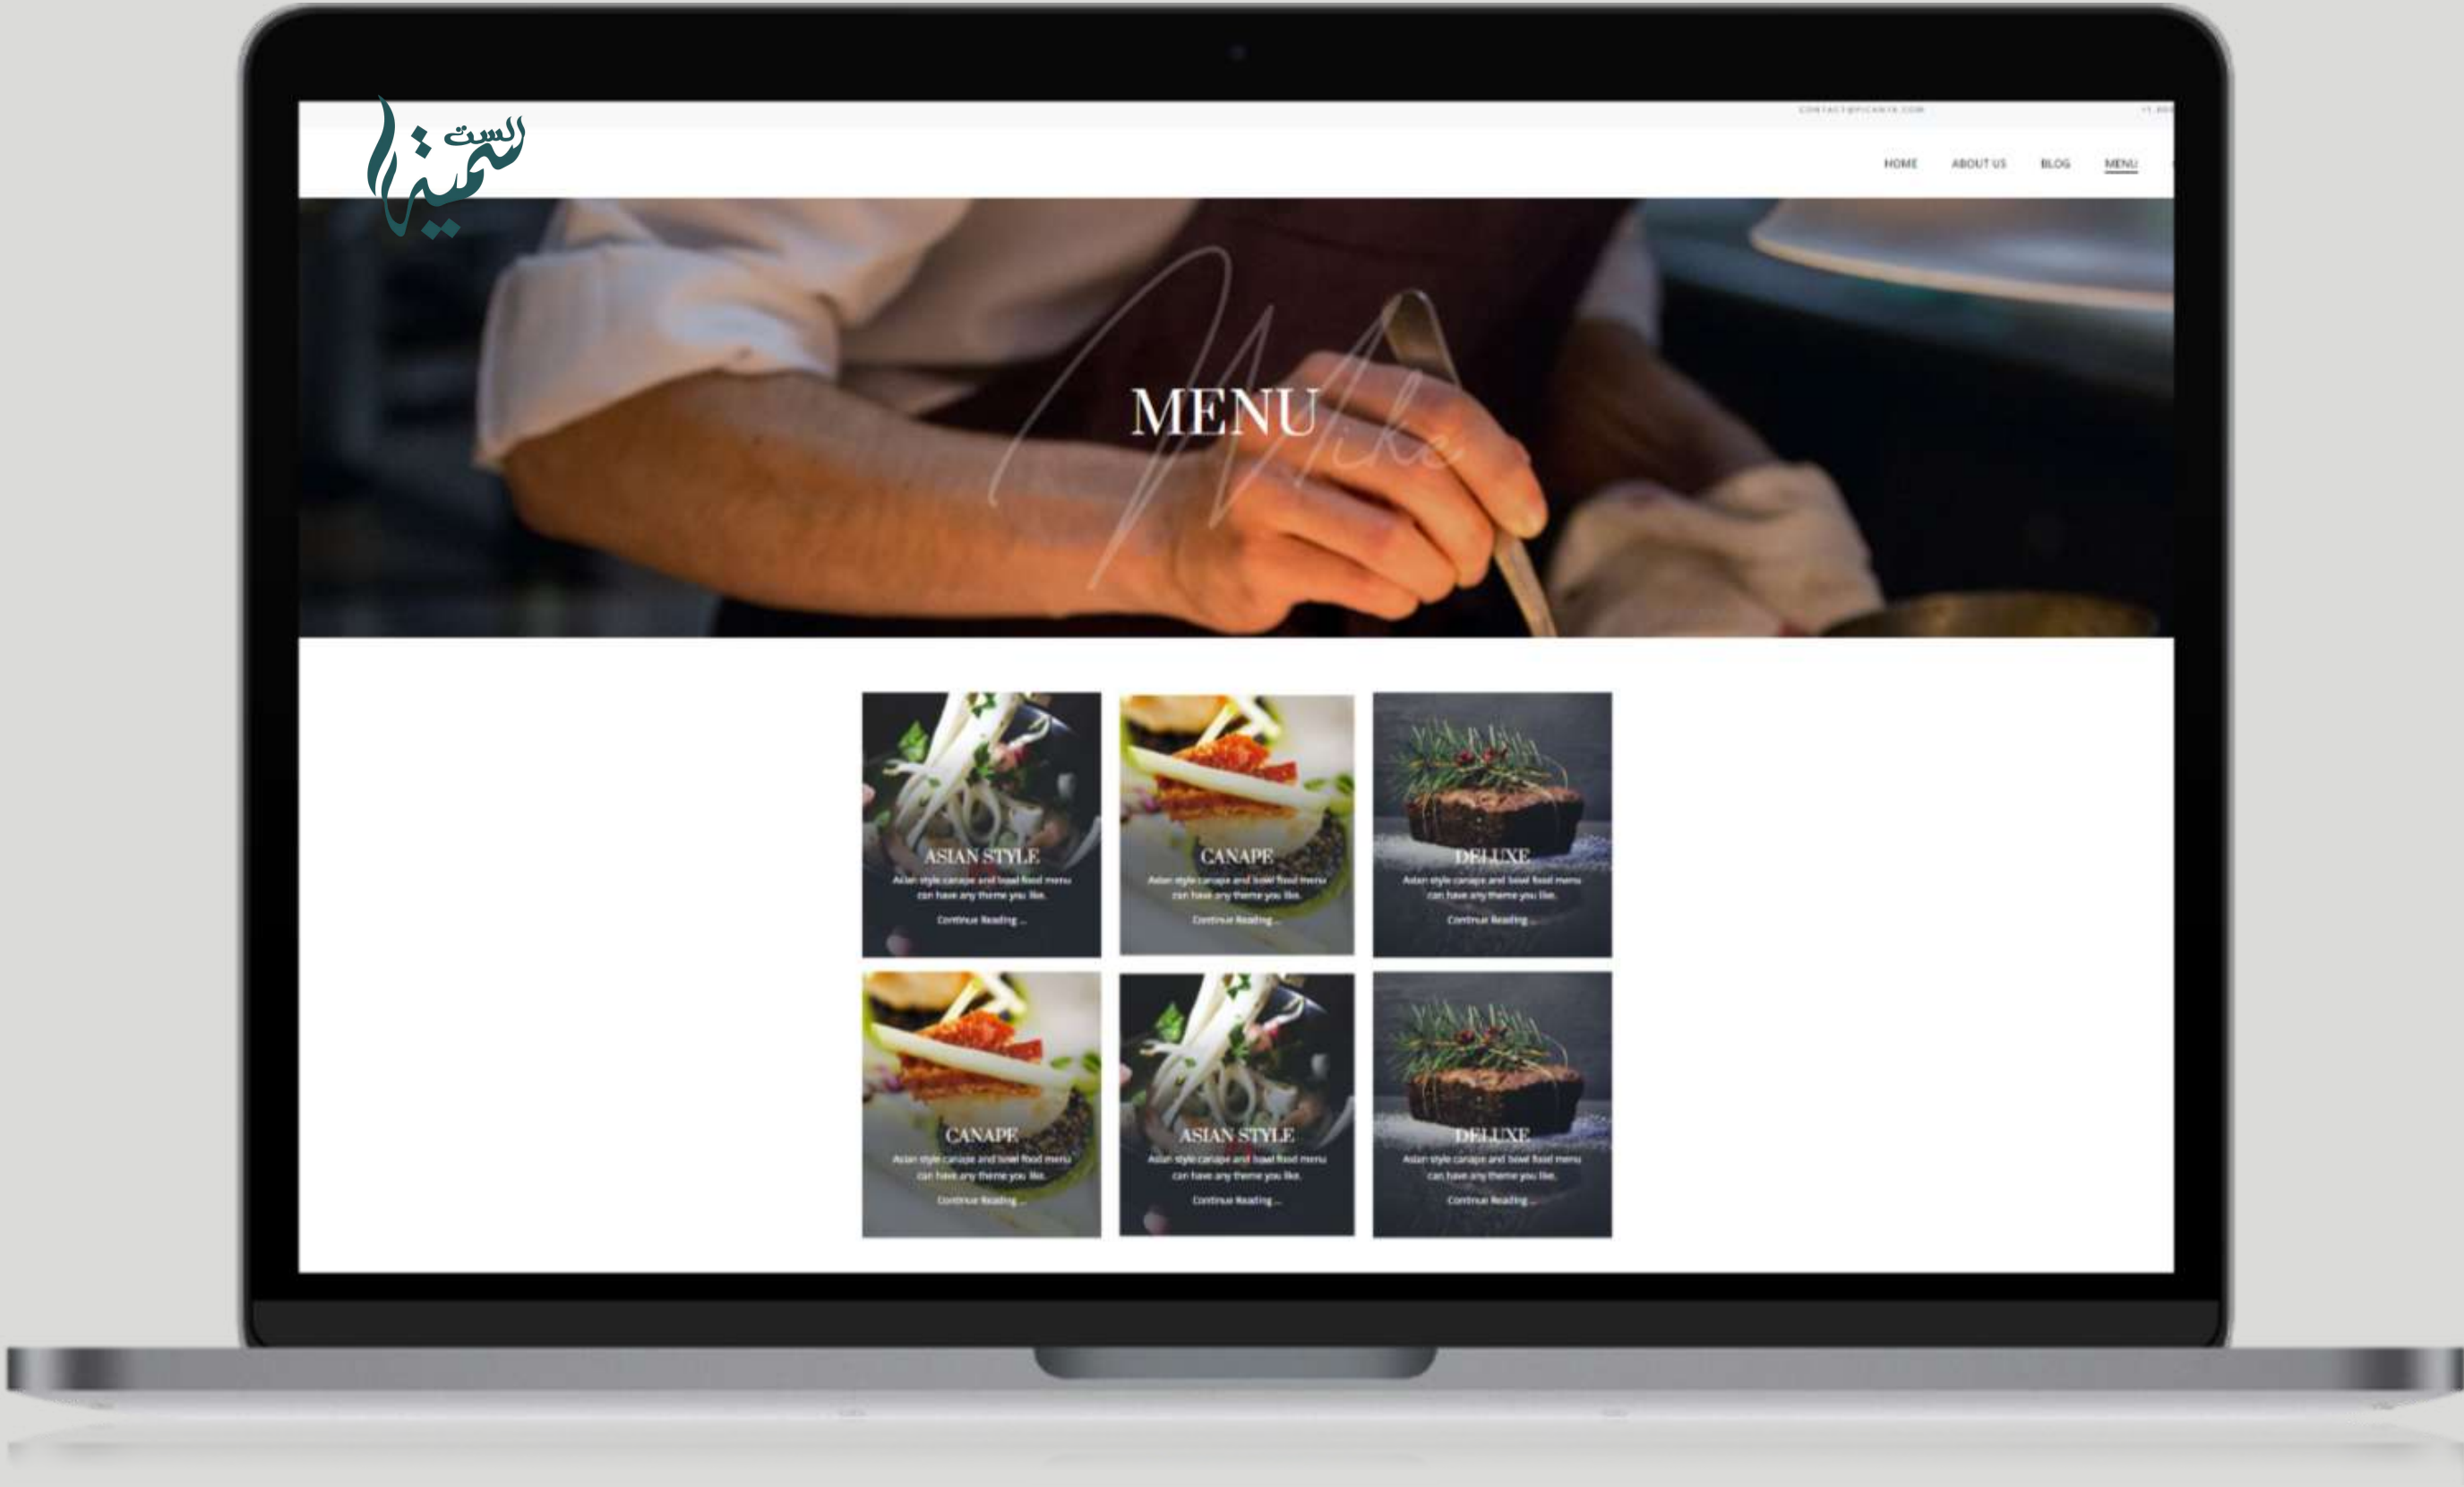 الست
سمية
HOME ABOUT US BLOG MENU
Mike
MENU
ASIAN STYLE
Asian style canape and bowl food menu
can have any theme you like.
Continue Reading ...
CANAPE
Asian style canape and bowl food menu
can have any theme you like.
Continue Reading ...
DELUXE
Asian style canape and bowl food menu
can have any theme you like.
Continue Reading ...
CANAPE
Asian style canape and bowl food menu
can have any theme you like.
Continue Reading ...
ASIAN STYLE
Asian style canape and bowl food menu
can have any theme you like.
Continue Reading ...
DELUXE
Asian style canape and bowl food menu
can have any theme you like.
Continue Reading ...